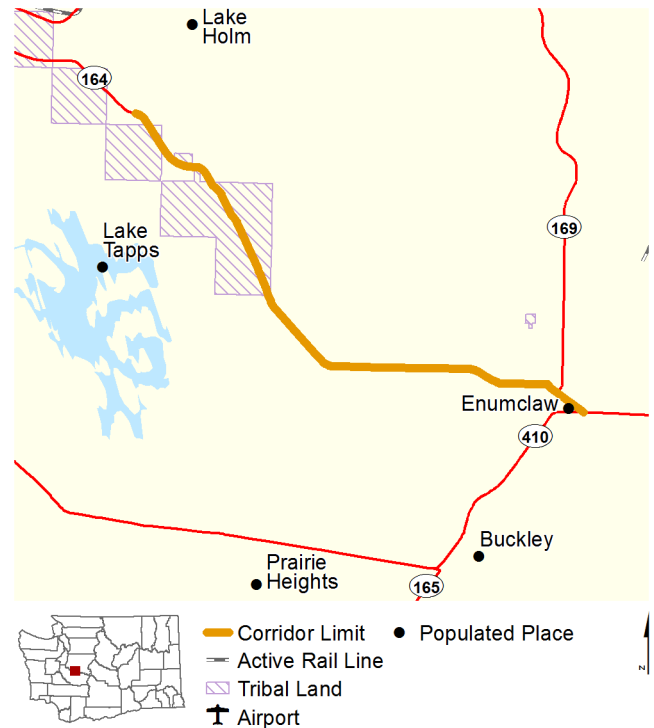 Lake
Holm
164
169
Lake
Tapps
Enumclaw
410
Buckley
Prairie
Heights
165
Corridor Limit
Populated Place
Active Rail Line
Tribal Land
Airport
N